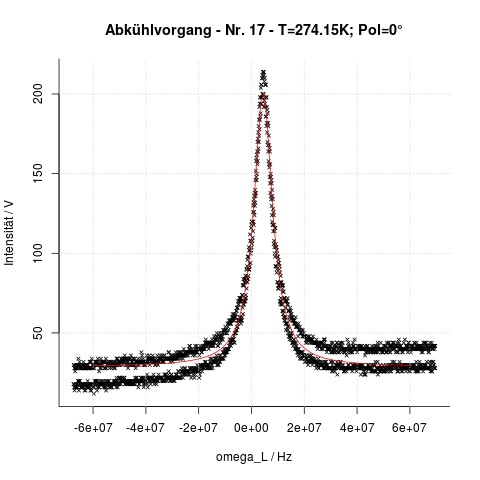 Abkühlvorgang - Nr. 17 - T=274.15K; Pol=0°
200
150
100
50
Intensität / V
-6e+07 -4e+07 -2e+07 0e+00 2e+07 4e+07 6e+07
omega_L / Hz